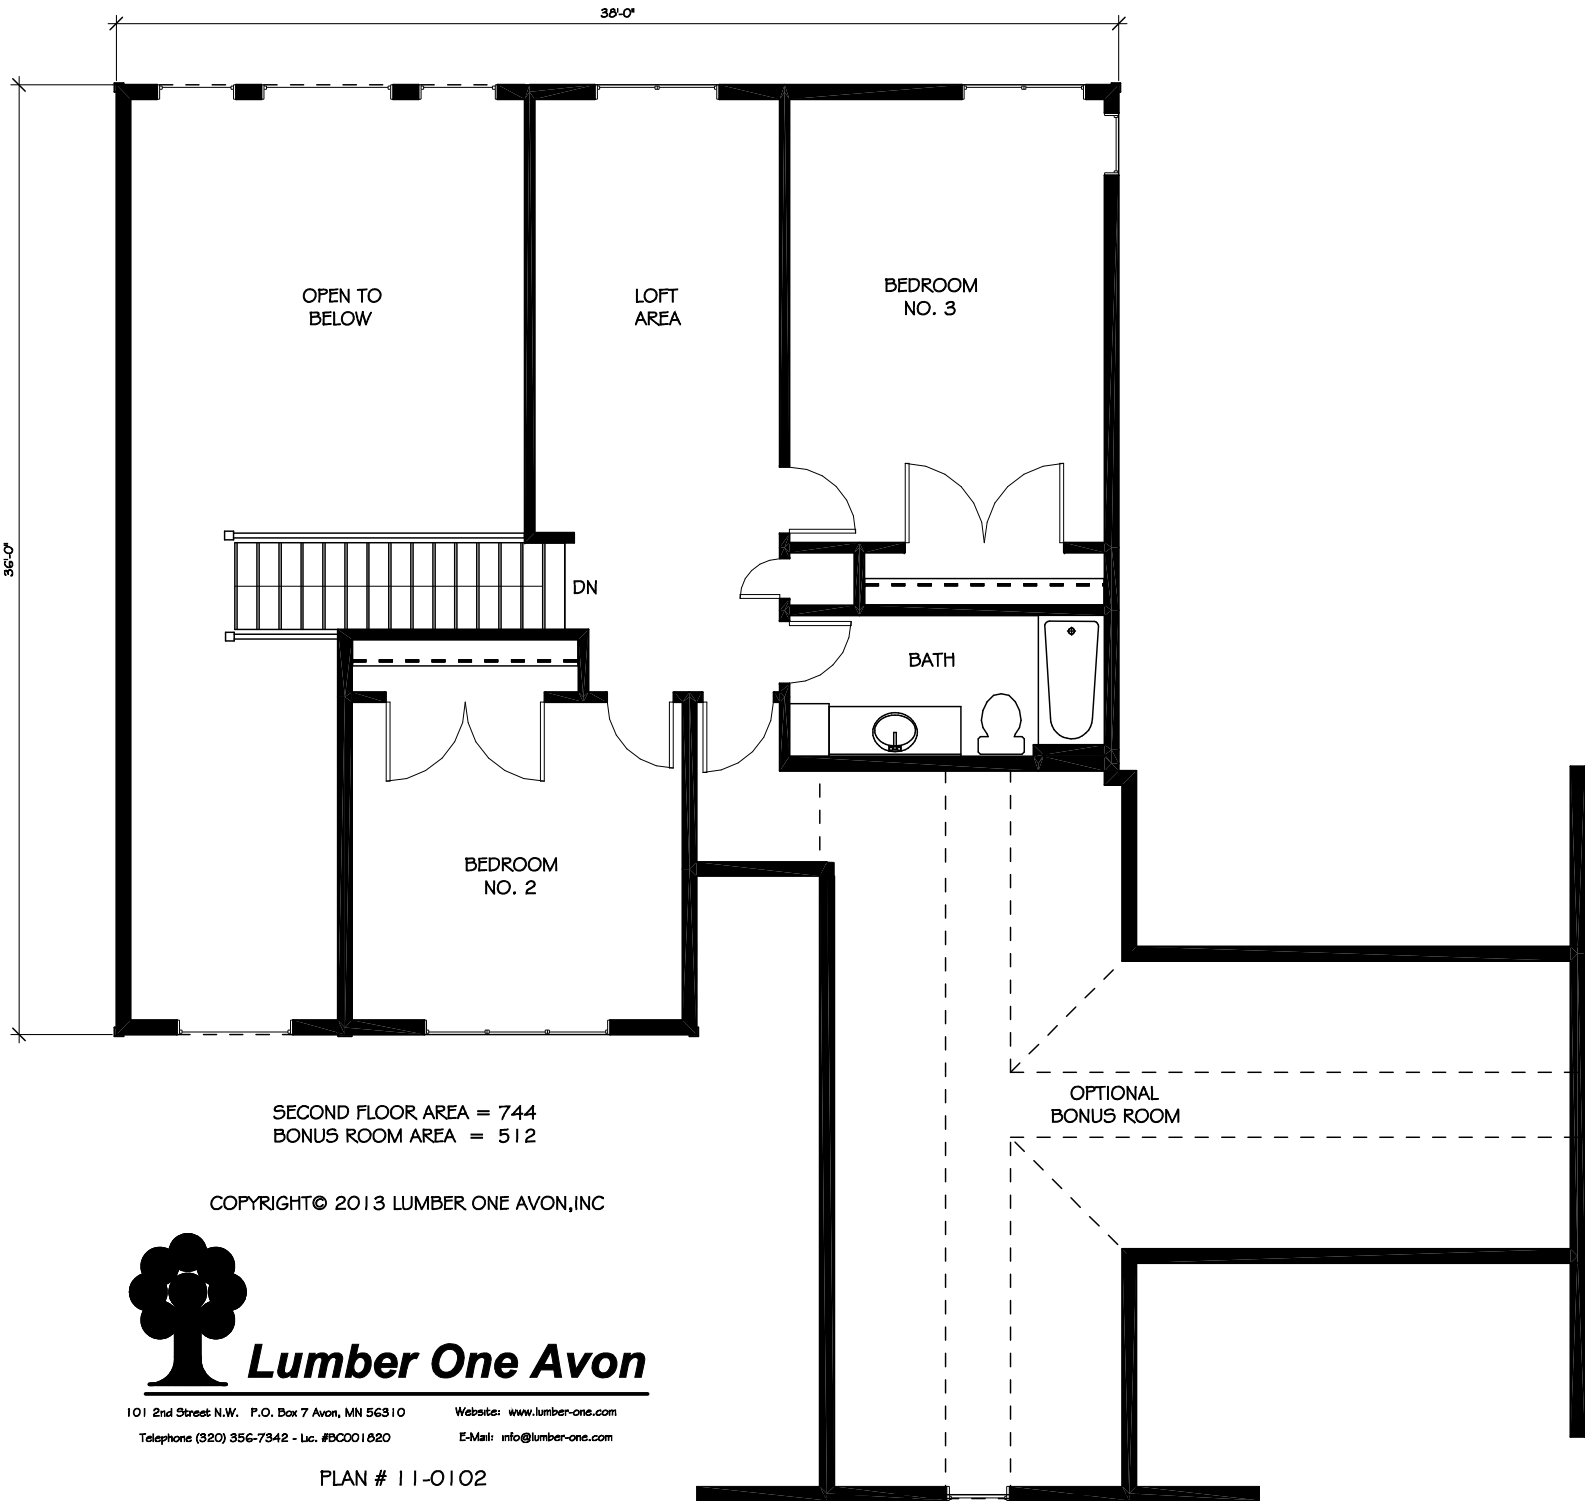 38'-0"
36'-0"
OPEN TO
BELOW
LOFT
AREA
BEDROOM
NO. 3
DN
BATH
BEDROOM
NO. 2
OPTIONAL
BONUS ROOM
SECOND FLOOR AREA = 744
BONUS ROOM AREA = 512
COPYRIGHT© 2013 LUMBER ONE AVON,INC
Lumber One Avon
101 2nd Street N.W. P.O. Box 7 Avon, MN 56310
Website: www.lumber-one.com
Telephone (320) 356-7342 - Lic. #BC001820
E-Mail: info@lumber-one.com
PLAN # 11-0102